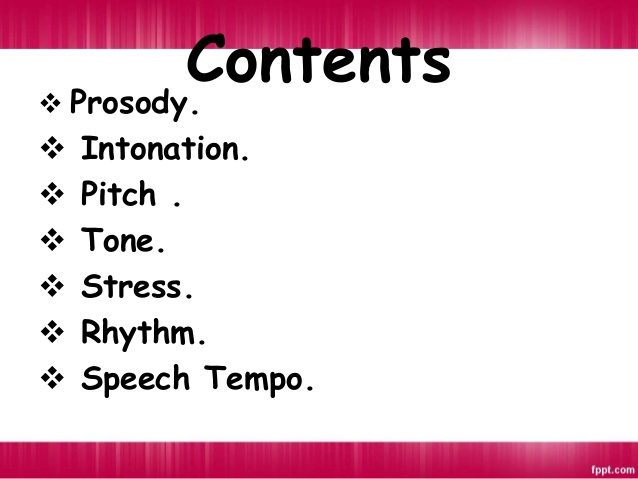 Contents
❖ Prosody.
❖ Intonation.
❖ Pitch .
❖ Tone.
❖ Stress.
❖ Rhythm.
❖ Speech Tempo.
fppt.com